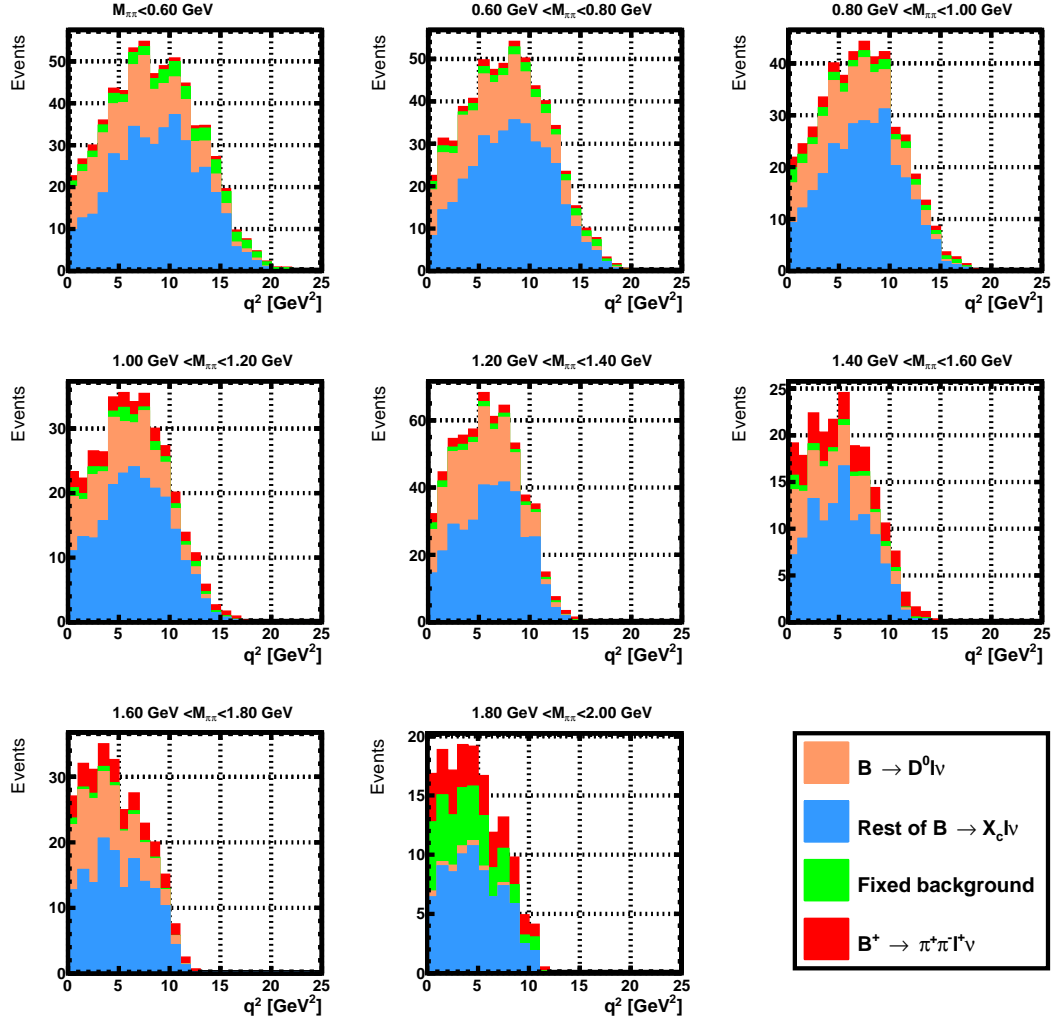 M_ππ<0.60 GeV
0.60 GeV <M_ππ<0.80 GeV
0.80 GeV <M_ππ<1.00 GeV
Events
50
40
30
20
10
0
0 5 10 15 20 25
q² [GeV²]
Events
50
40
30
20
10
0
0 5 10 15 20 25
q² [GeV²]
Events
40
30
20
10
0
0 5 10 15 20 25
q² [GeV²]
1.00 GeV <M_ππ<1.20 GeV
1.20 GeV <M_ππ<1.40 GeV
1.40 GeV <M_ππ<1.60 GeV
Events
30
20
10
0
0 5 10 15 20 25
q² [GeV²]
Events
60
40
20
0
0 5 10 15 20 25
q² [GeV²]
Events
25
20
15
10
5
0
0 5 10 15 20 25
q² [GeV²]
1.60 GeV <M_ππ<1.80 GeV
1.80 GeV <M_ππ<2.00 GeV
Events
30
20
10
0
0 5 10 15 20 25
q² [GeV²]
Events
20
15
10
5
0
0 5 10 15 20 25
q² [GeV²]
B → D⁰lν
Rest of B → X_clν
Fixed background
B⁺ → π⁺π⁻l⁺ν